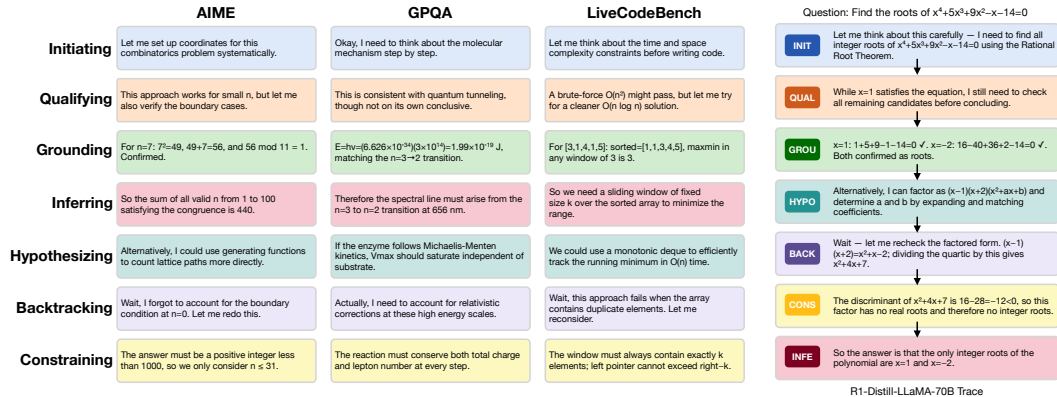 AIME
GPQA
LiveCodeBench
Initiating
Let me set up coordinates for this
combinatorics problem systematically.
Okay, I need to think about the molecular
mechanism step by step.
Let me think about the time and space
complexity constraints before writing code.
Qualifying
This approach works for small n, but let me
also verify the boundary cases.
This is consistent with quantum tunneling,
though not on its own conclusive.
A brute-force O(n²) might pass, but let me try
for a cleaner O(n log n) solution.
Grounding
For n=7: 7²=49, 49+7=56, and 56 mod 11 = 1.
Confirmed.
E=hν=(6.626×10⁻³⁴)(3×10¹⁴)=1.99×10⁻¹⁹ J,
matching the n=3→2 transition.
For [3,1,4,1,5]: sorted=[1,1,3,4,5], maxmin in
any window of 3 is 3.
Inferring
So the sum of all valid n from 1 to 100
satisfying the congruence is 440.
Therefore the spectral line must arise from the
n=3 to n=2 transition at 656 nm.
So we need a sliding window of fixed
size k over the sorted array to minimize the
range.
Hypothesizing
Alternatively, I could use generating functions
to count lattice paths more directly.
If the enzyme follows Michaelis-Menten
kinetics, Vmax should saturate independent of
substrate.
We could use a monotonic deque to efficiently
track the running minimum in O(n) time.
Backtracking
Wait, I forgot to account for the boundary
condition at n=0. Let me redo this.
Actually, I need to account for relativistic
corrections at these high energy scales.
Wait, this approach fails when the array
contains duplicate elements. Let me
reconsider.
Constraining
The answer must be a positive integer less
than 1000, so we only consider n ≤ 31.
The reaction must conserve both total charge
and lepton number at every step.
The window must always contain exactly k
elements; left pointer cannot exceed right−k.
Question: Find the roots of x⁴+5x³+9x²−x−14=0
INIT
Let me think about this carefully — I need to find all
integer roots of x⁴+5x³+9x²−x−14=0 using the Rational
Root Theorem.
QUAL
While x=1 satisfies the equation, I still need to check
all remaining candidates before concluding.
GROU
x=1: 1+5+9−1−14=0 ✓. x=−2: 16−40+36+2−14=0 ✓.
Both confirmed as roots.
HYPO
Alternatively, I can factor as (x−1)(x+2)(x²+ax+b) and
determine a and b by expanding and matching
coefficients.
BACK
Wait — let me recheck the factored form. (x−1)
(x+2)=x²+x−2; dividing the quartic by this gives
x²+4x+7.
CONS
The discriminant of x²+4x+7 is 16−28=−12<0, so this
factor has no real roots and therefore no integer roots.
INFE
So the answer is that the only integer roots of the
polynomial are x=1 and x=−2.
R1-Distill-LLaMA-70B Trace